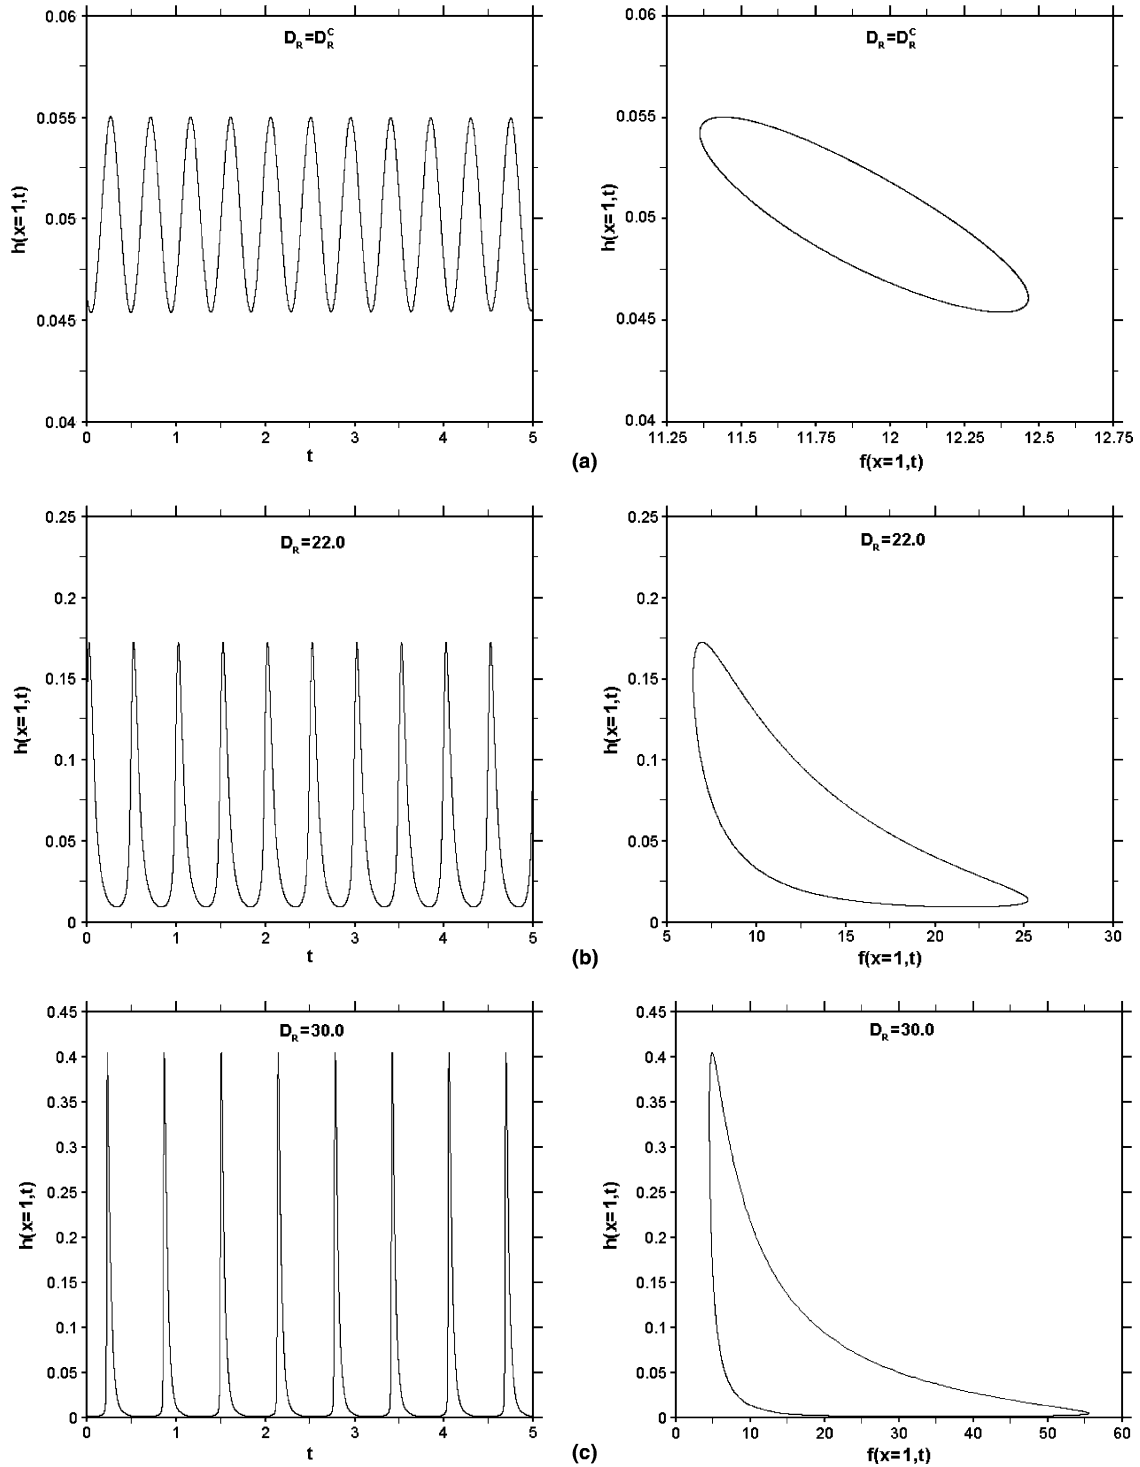 0.06
0.055
0.05
0.045
0.04
h(x=1,t)
D_R=D_R^C
0 1 2 3 4 5
t
0.06
0.055
0.05
0.045
0.04
h(x=1,t)
D_R=D_R^C
11.25 11.5 11.75 12 12.25 12.5 12.75
f(x=1,t)
(a)
0.25
0.2
0.15
0.1
0.05
0
h(x=1,t)
D_R=22.0
0 1 2 3 4 5
t
0.25
0.2
0.15
0.1
0.05
0
h(x=1,t)
D_R=22.0
5 10 15 20 25 30
f(x=1,t)
(b)
0.45
0.4
0.35
0.3
0.25
0.2
0.15
0.1
0.05
0
h(x=1,t)
D_R=30.0
0 1 2 3 4 5
t
0.45
0.4
0.35
0.3
0.25
0.2
0.15
0.1
0.05
0
h(x=1,t)
D_R=30.0
0 10 20 30 40 50 60
f(x=1,t)
(c)